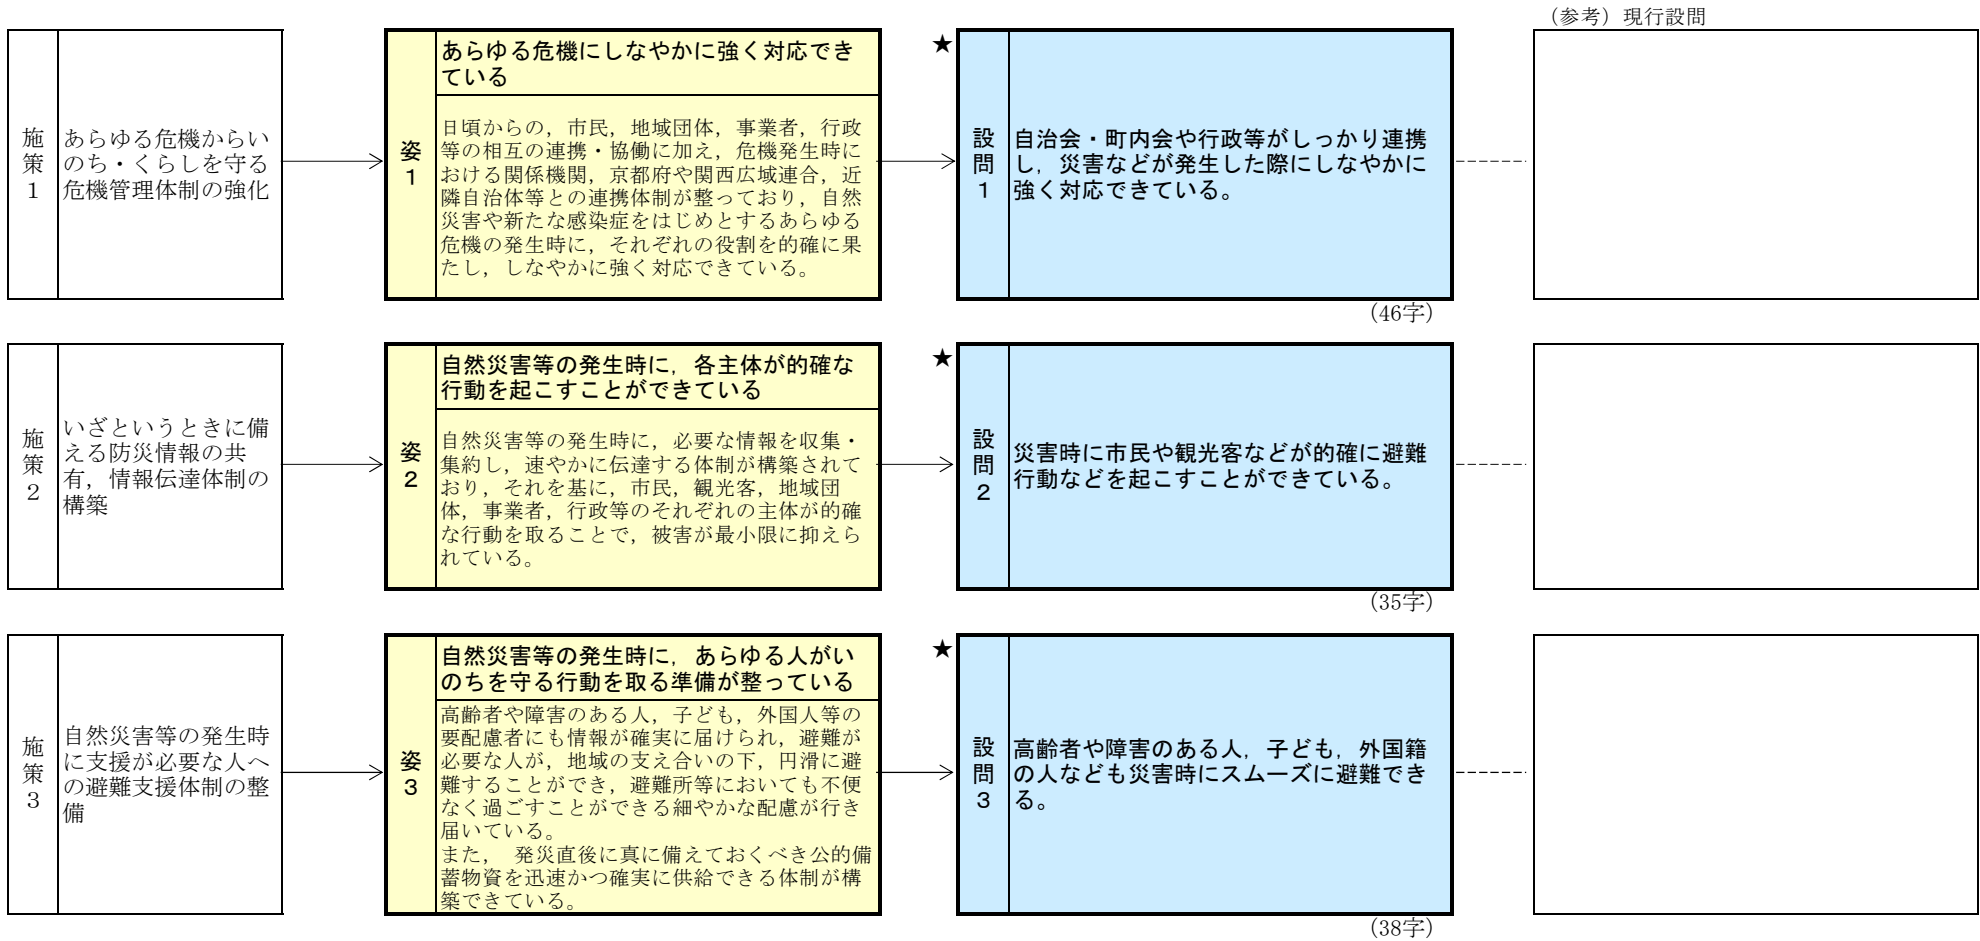 （参考）現行設問
施策１
あらゆる危機からい
のち・くらしを守る
危機管理体制の強化
姿１
あらゆる危機にしなやかに強く対応でき
ている
日頃からの，市民，地域団体，事業者，行政
等の相互の連携・協働に加え，危機発生時に
おける関係機関，京都府や関西広域連合，近
隣自治体等との連携体制が整っており，自然
災害や新たな感染症をはじめとするあらゆる
危機の発生時に，それぞれの役割を的確に果
たし，しなやかに強く対応できている。
★
設問１
自治会・町内会や行政等がしっかり連携
し，災害などが発生した際にしなやかに
強く対応できている。
（46字）
施策２
いざというときに備
える防災情報の共
有，情報伝達体制の
構築
姿２
自然災害等の発生時に，各主体が的確な
行動を起こすことができている
自然災害等の発生時に，必要な情報を収集・
集約し，速やかに伝達する体制が構築されて
おり，それを基に，市民，観光客，地域団
体，事業者，行政等のそれぞれの主体が的確
な行動を取ることで，被害が最小限に抑えら
れている。
★
設問２
災害時に市民や観光客などが的確に避難
行動などを起こすことができている。
（35字）
施策３
自然災害等の発生時
に支援が必要な人へ
の避難支援体制の整
備
姿３
自然災害等の発生時に，あらゆる人がい
のちを守る行動を取る準備が整っている
高齢者や障害のある人，子ども，外国人等の
要配慮者にも情報が確実に届けられ，避難が
必要な人が，地域の支え合いの下，円滑に避
難することができ，避難所等においても不便
なく過ごすことができる細やかな配慮が行き
届いている。
また，　発災直後に真に備えておくべき公的備
蓄物資を迅速かつ確実に供給できる体制が構
築できている。
★
設問３
高齢者や障害のある人，子ども，外国籍
の人なども災害時にスムーズに避難でき
る。
（38字）